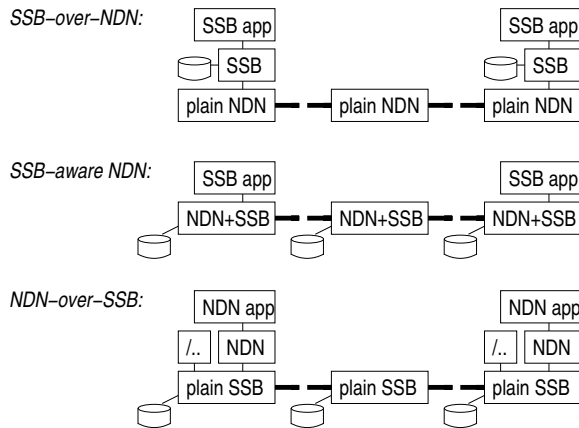 SSB−over−NDN:
SSB app SSB app
SSB SSB
plain NDN plain NDN plain NDN
SSB−aware NDN:
SSB app SSB app
NDN+SSB NDN+SSB NDN+SSB
NDN−over−SSB:
NDN app NDN app
/.. NDN /.. NDN
plain SSB plain SSB plain SSB